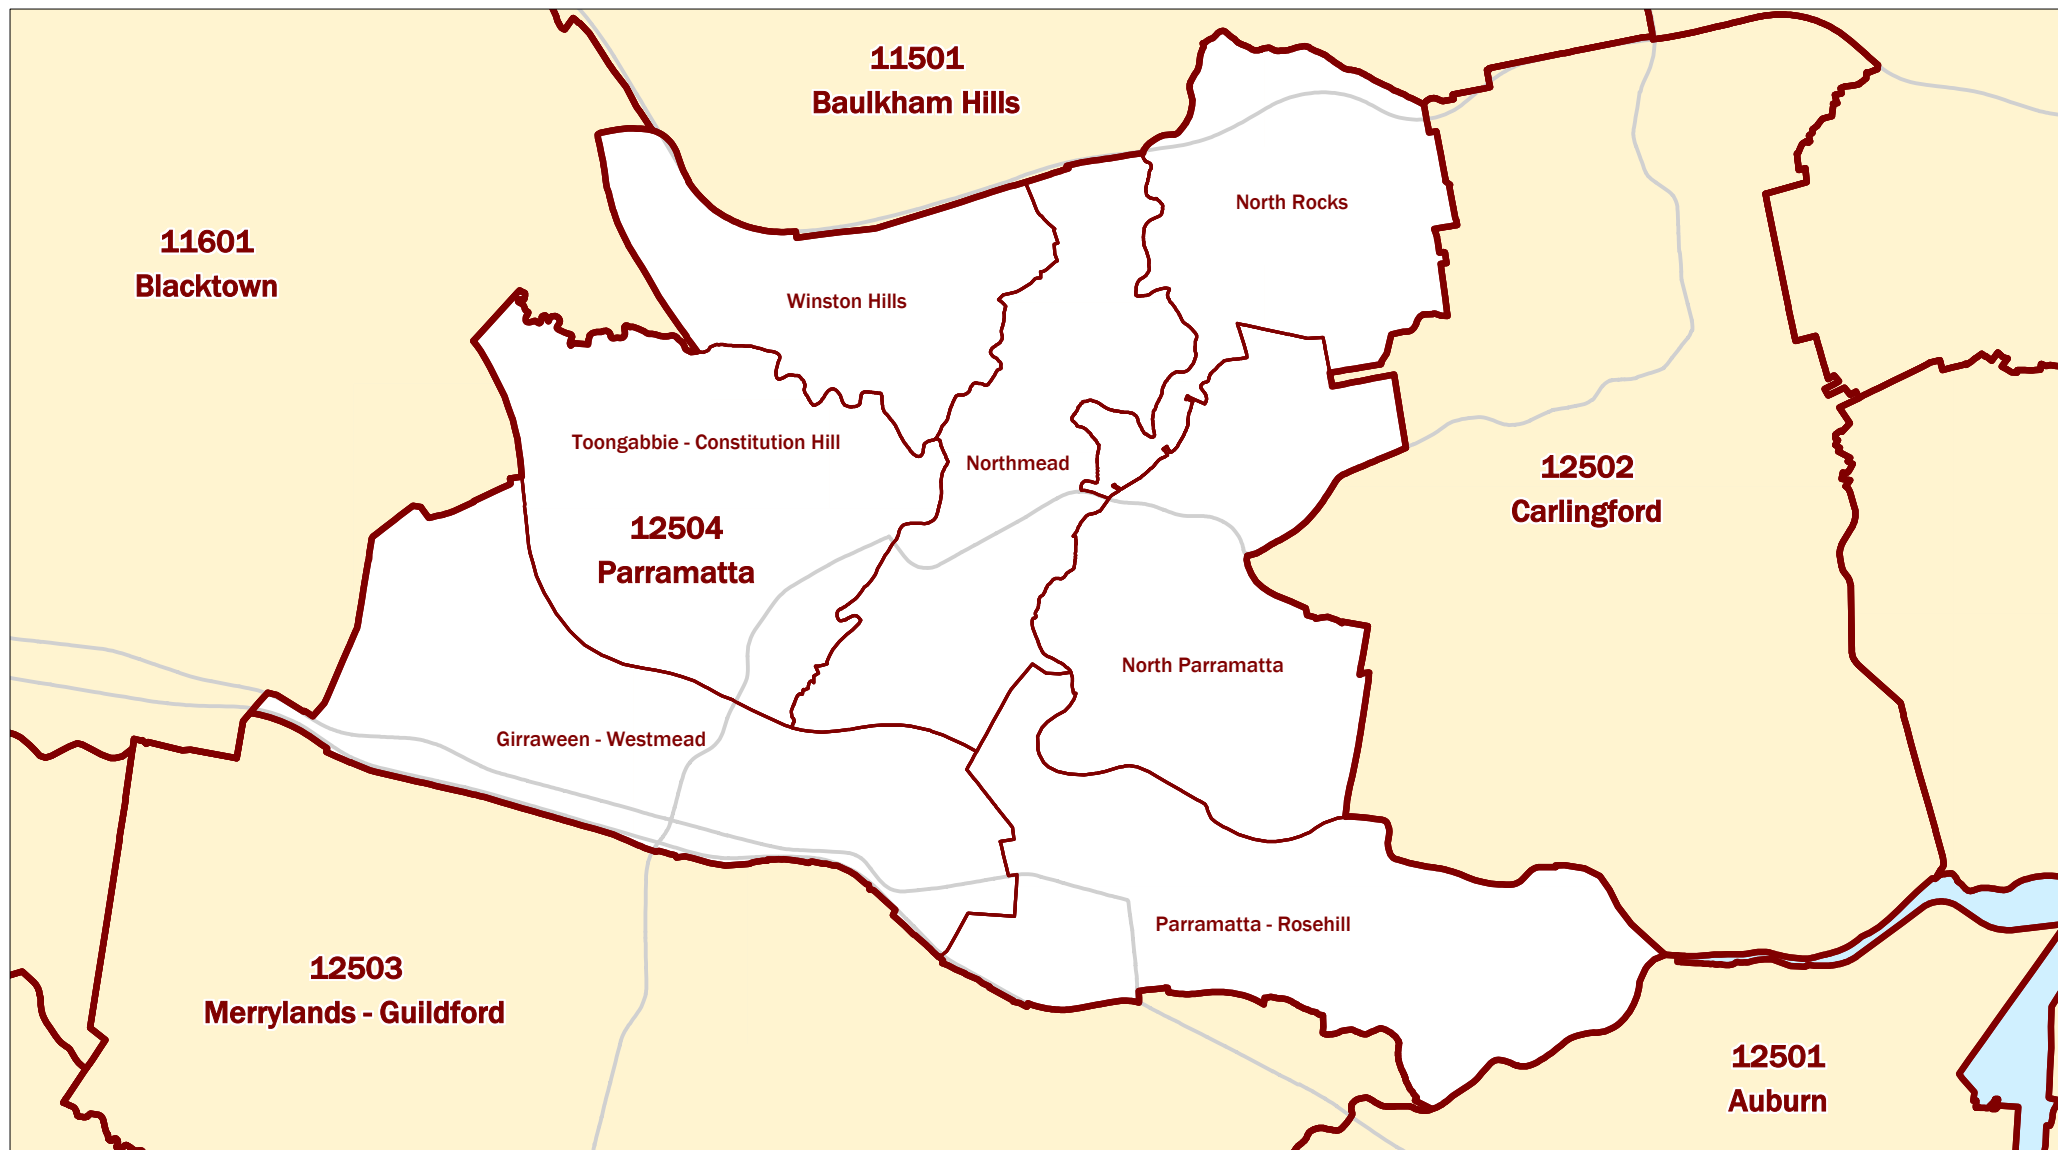 11501
Baulkham Hills
North Rocks
11601
Blacktown
Winston Hills
Toongabbie - Constitution Hill
Northmead
12502
Carlingford
12504
Parramatta
North Parramatta
Girraween - Westmead
Parramatta - Rosehill
12503
Merrylands - Guildford
12501
Auburn